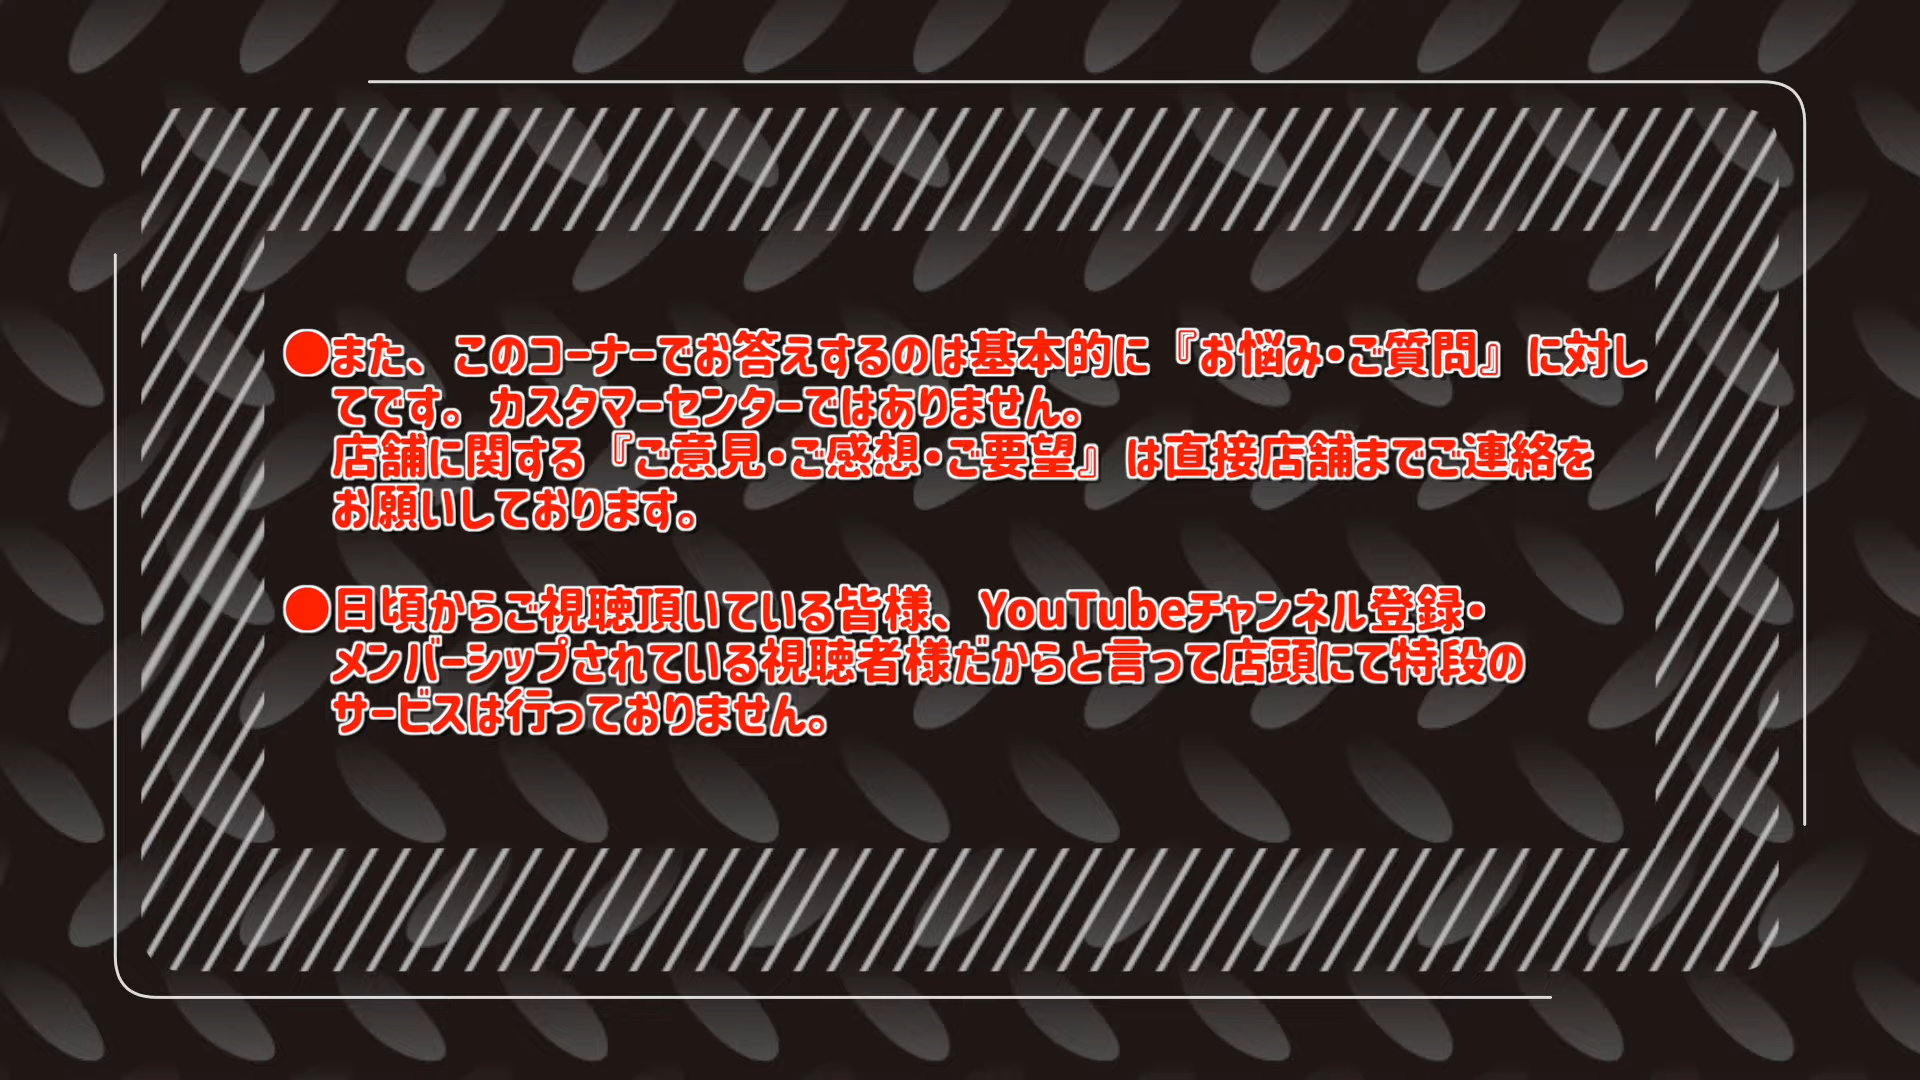 ●また、このコーナーでお答えするのは基本的に『お悩み・ご質問』に対し
てです。カスタマーセンターではありません。
店舗に関する『ご意見・ご感想・ご要望』は直接店舗までご連絡を
お願いしております。
●日頃からご視聴頂いている皆様、YouTubeチャンネル登録・
メンバーシップされている視聴者様だからと言って店頭にて特段の
サービスは行っておりません。